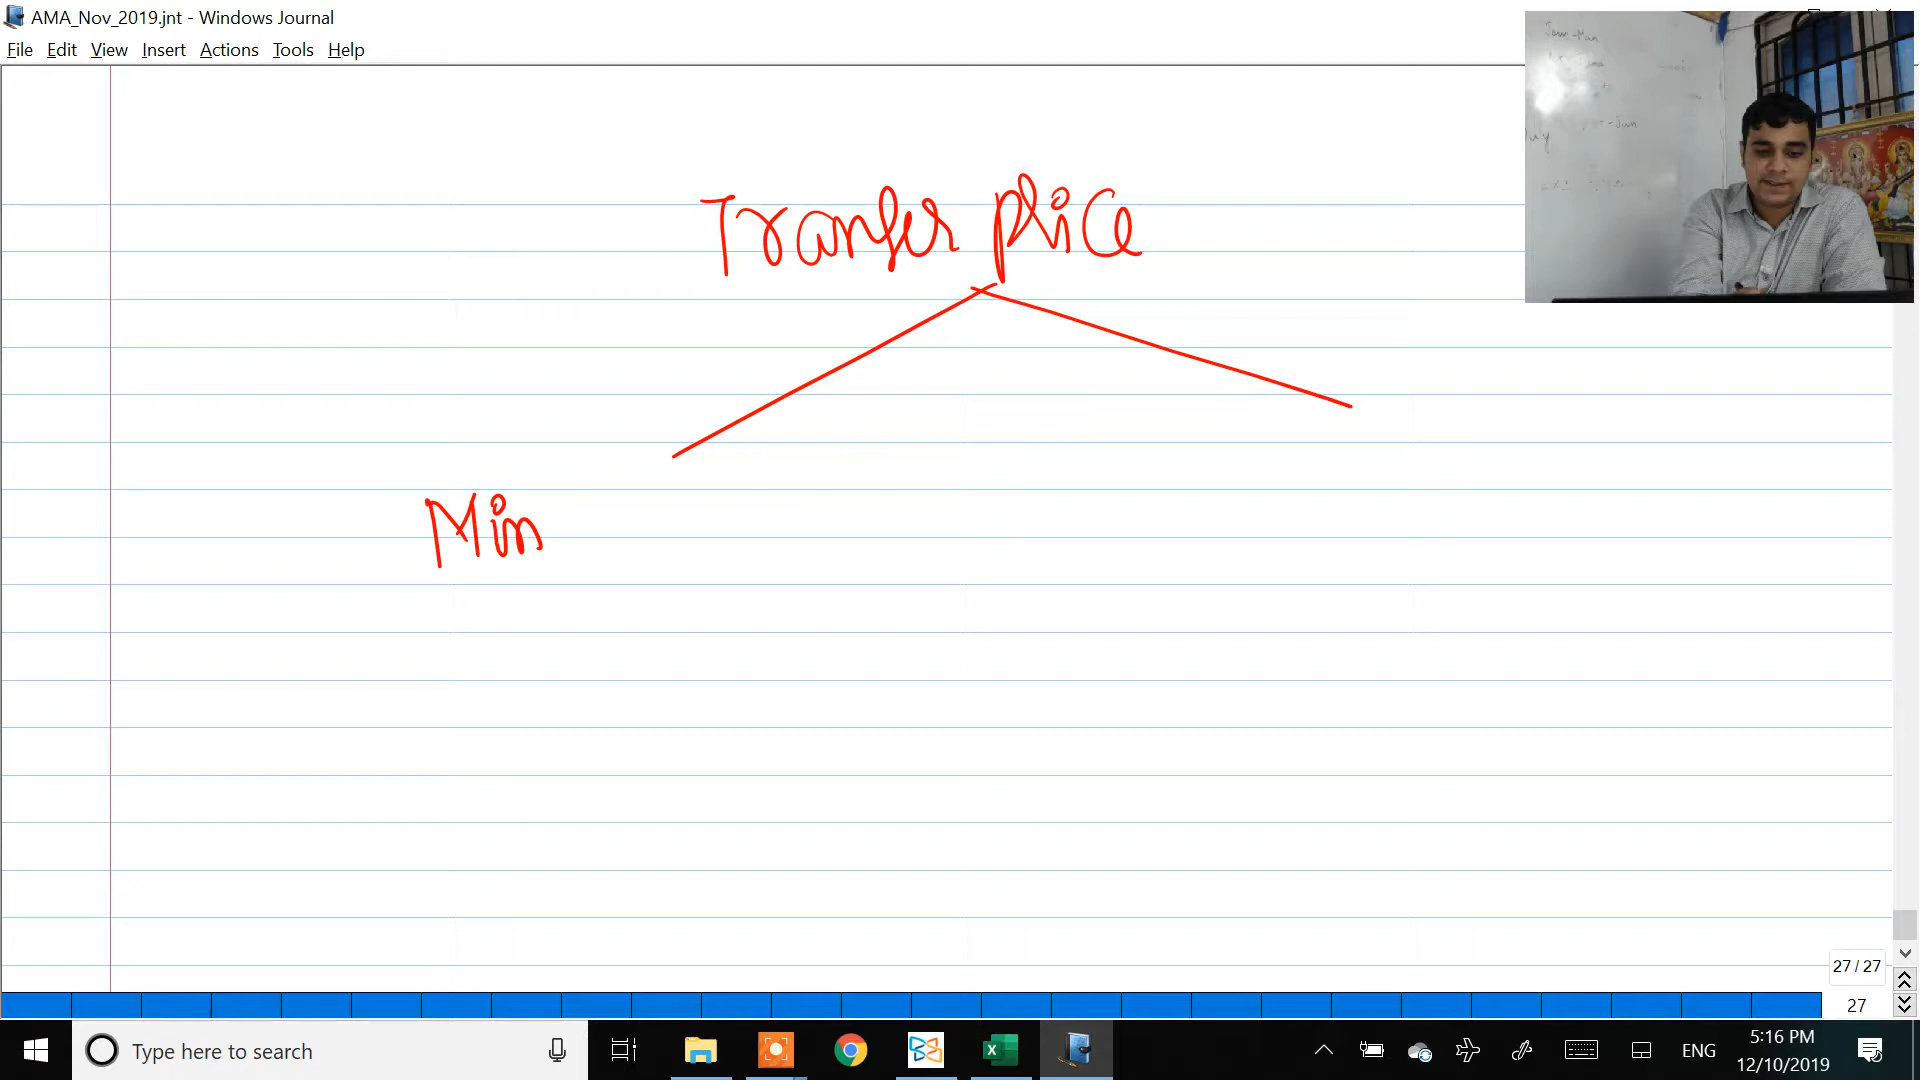 AMA_Nov_2019.jnt - Windows Journal
File Edit View Insert Actions Tools Help
Tranfer price
Min
27 / 27
27
Type here to search
ENG
5:16 PM
12/10/2019